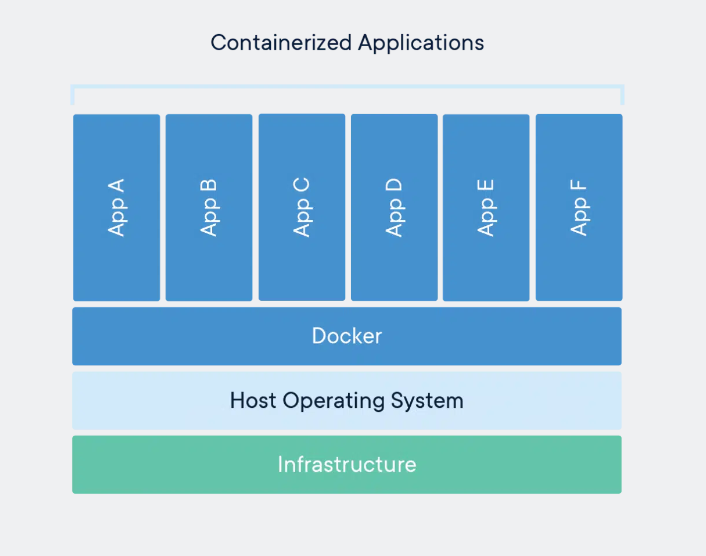 Containerized Applications
App A
App B
App C
App D
App E
App F
Docker
Host Operating System
Infrastructure